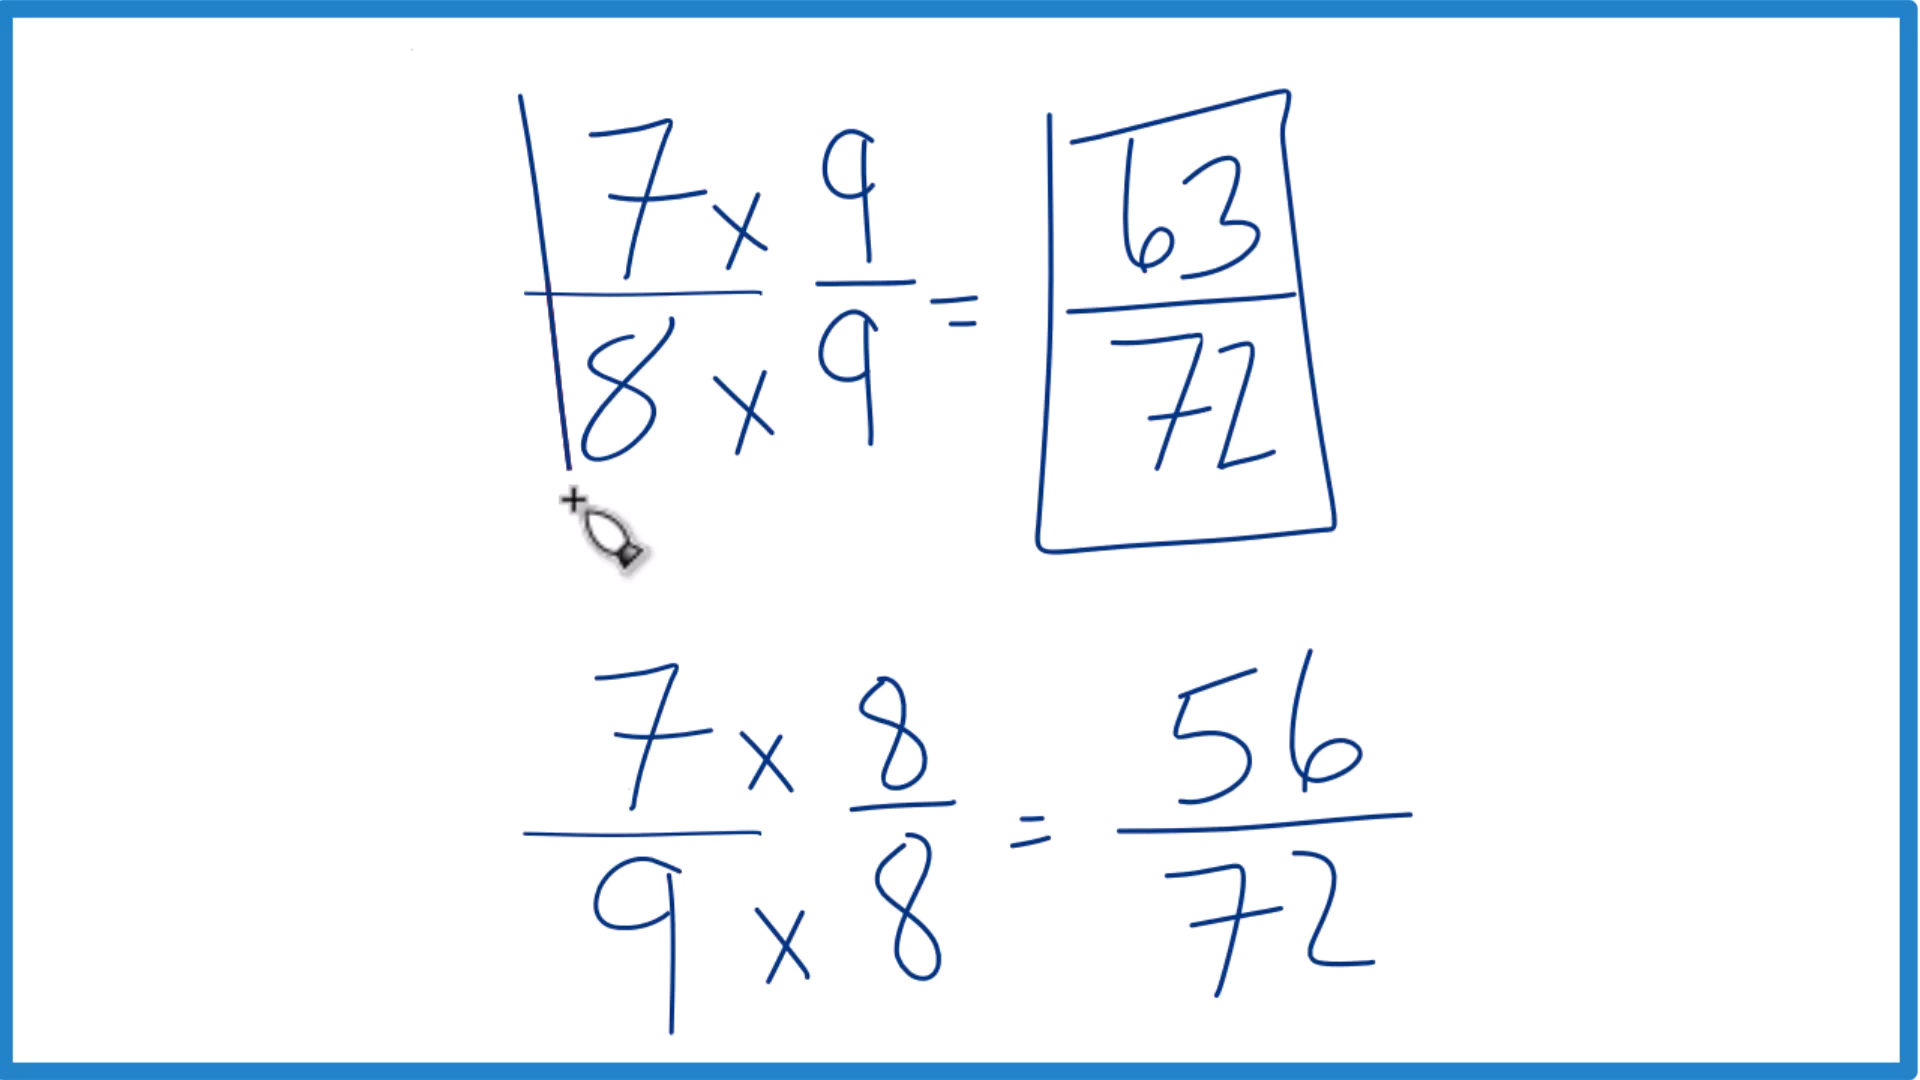 7/8 x 9/9 = 63/72
7/9 x 8/8 = 56/72